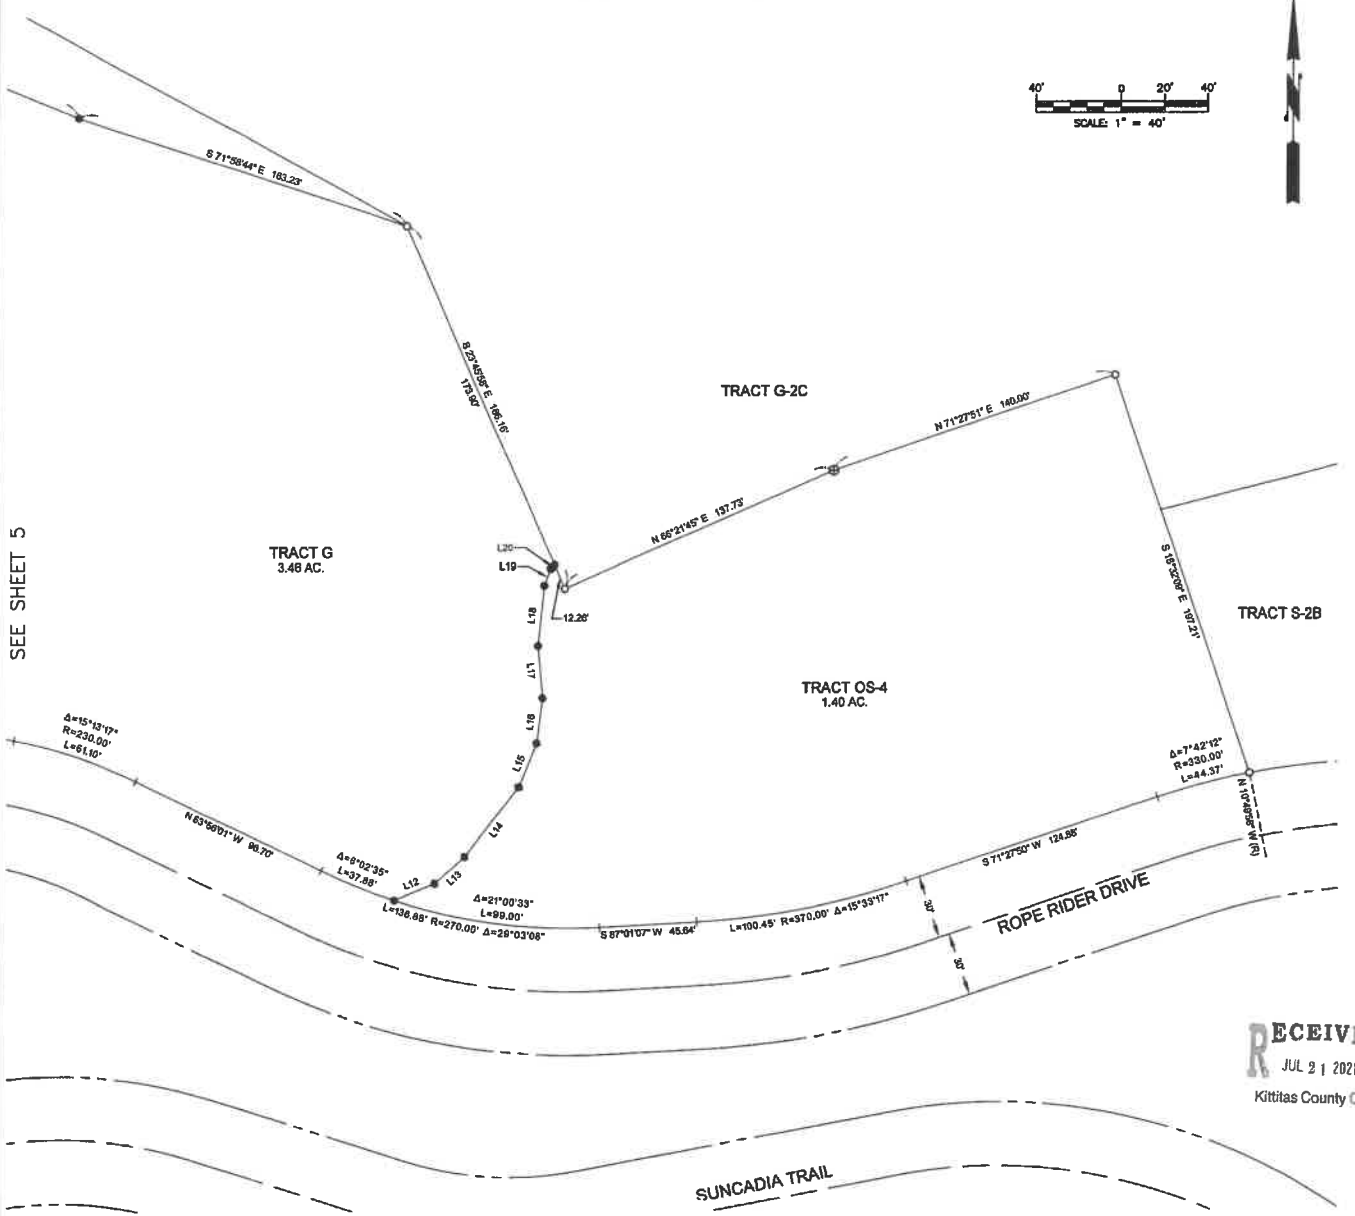 40' 0 20' 40'
SCALE: 1" = 40'
N
S 71°58'44" E 163.23'
S 23°45'58" E 186.16'
173.90'
TRACT G-2C
N 71°27'51" E 140.00'
N 66°21'45" E 137.73'
SEE SHEET 5
TRACT G
3.48 AC.
L20
L19
L18
12.26'
L17
L16
L15
L14
L13
L12
S 18°32'09" E 197.21'
TRACT S-2B
TRACT OS-4
1.40 AC.
Δ=15°13'17"
R=230.00'
L=61.10'
N 63°56'01" W 96.70'
Δ=8°02'35"
L=37.88'
Δ=21°00'33"
L=99.00'
L=136.88' R=270.00' Δ=29°03'08"
S 87°01'07" W 45.64'
L=100.45' R=370.00' Δ=15°33'17"
S 71°27'50" W 124.88'
Δ=7°42'12"
R=330.00'
L=44.37'
N 10°49'58" W (R)
30'
30'
ROPE RIDER DRIVE
RECEIV
JUL 21 202
Kittitas County
SUNCADIA TRAIL